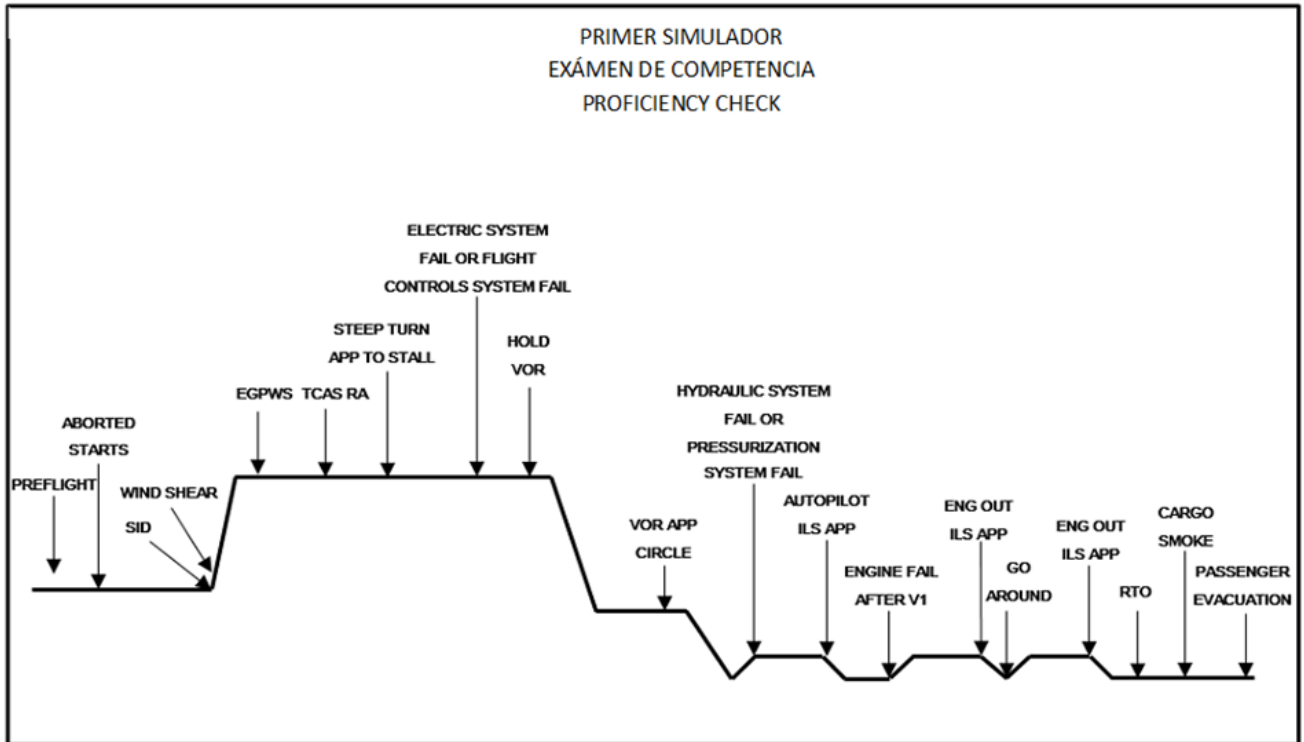 PRIMER SIMULADOR
EXÁMEN DE COMPETENCIA
PROFICIENCY CHECK
PREFLIGHT
ABORTED
STARTS
WIND SHEAR
SID
EGPWS
TCAS RA
STEEP TURN
APP TO STALL
ELECTRIC SYSTEM
FAIL OR FLIGHT
CONTROLS SYSTEM FAIL
HOLD
VOR
VOR APP
CIRCLE
HYDRAULIC SYSTEM
FAIL OR
PRESSURIZATION
SYSTEM FAIL
AUTOPILOT
ILS APP
ENGINE FAIL
AFTER V1
ENG OUT
ILS APP
GO
AROUND
ENG OUT
ILS APP
RTO
CARGO
SMOKE
PASSENGER
EVACUATION